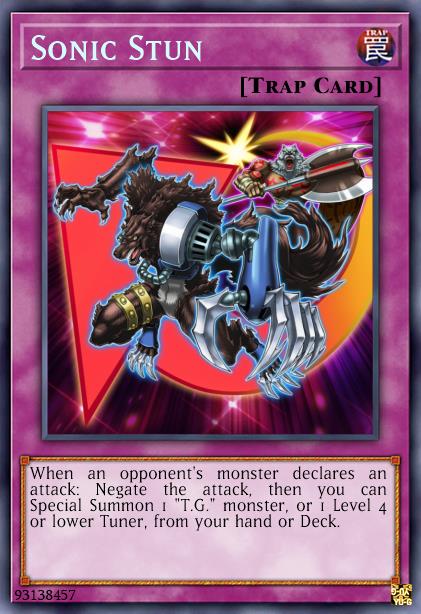 Sonic Stun
TRAP
罠
[Trap Card]
When an opponent's monster declares an
attack: Negate the attack, then you can
Special Summon 1 "T.G." monster, or 1 Level 4
or lower Tuner, from your hand or Deck.
93138457